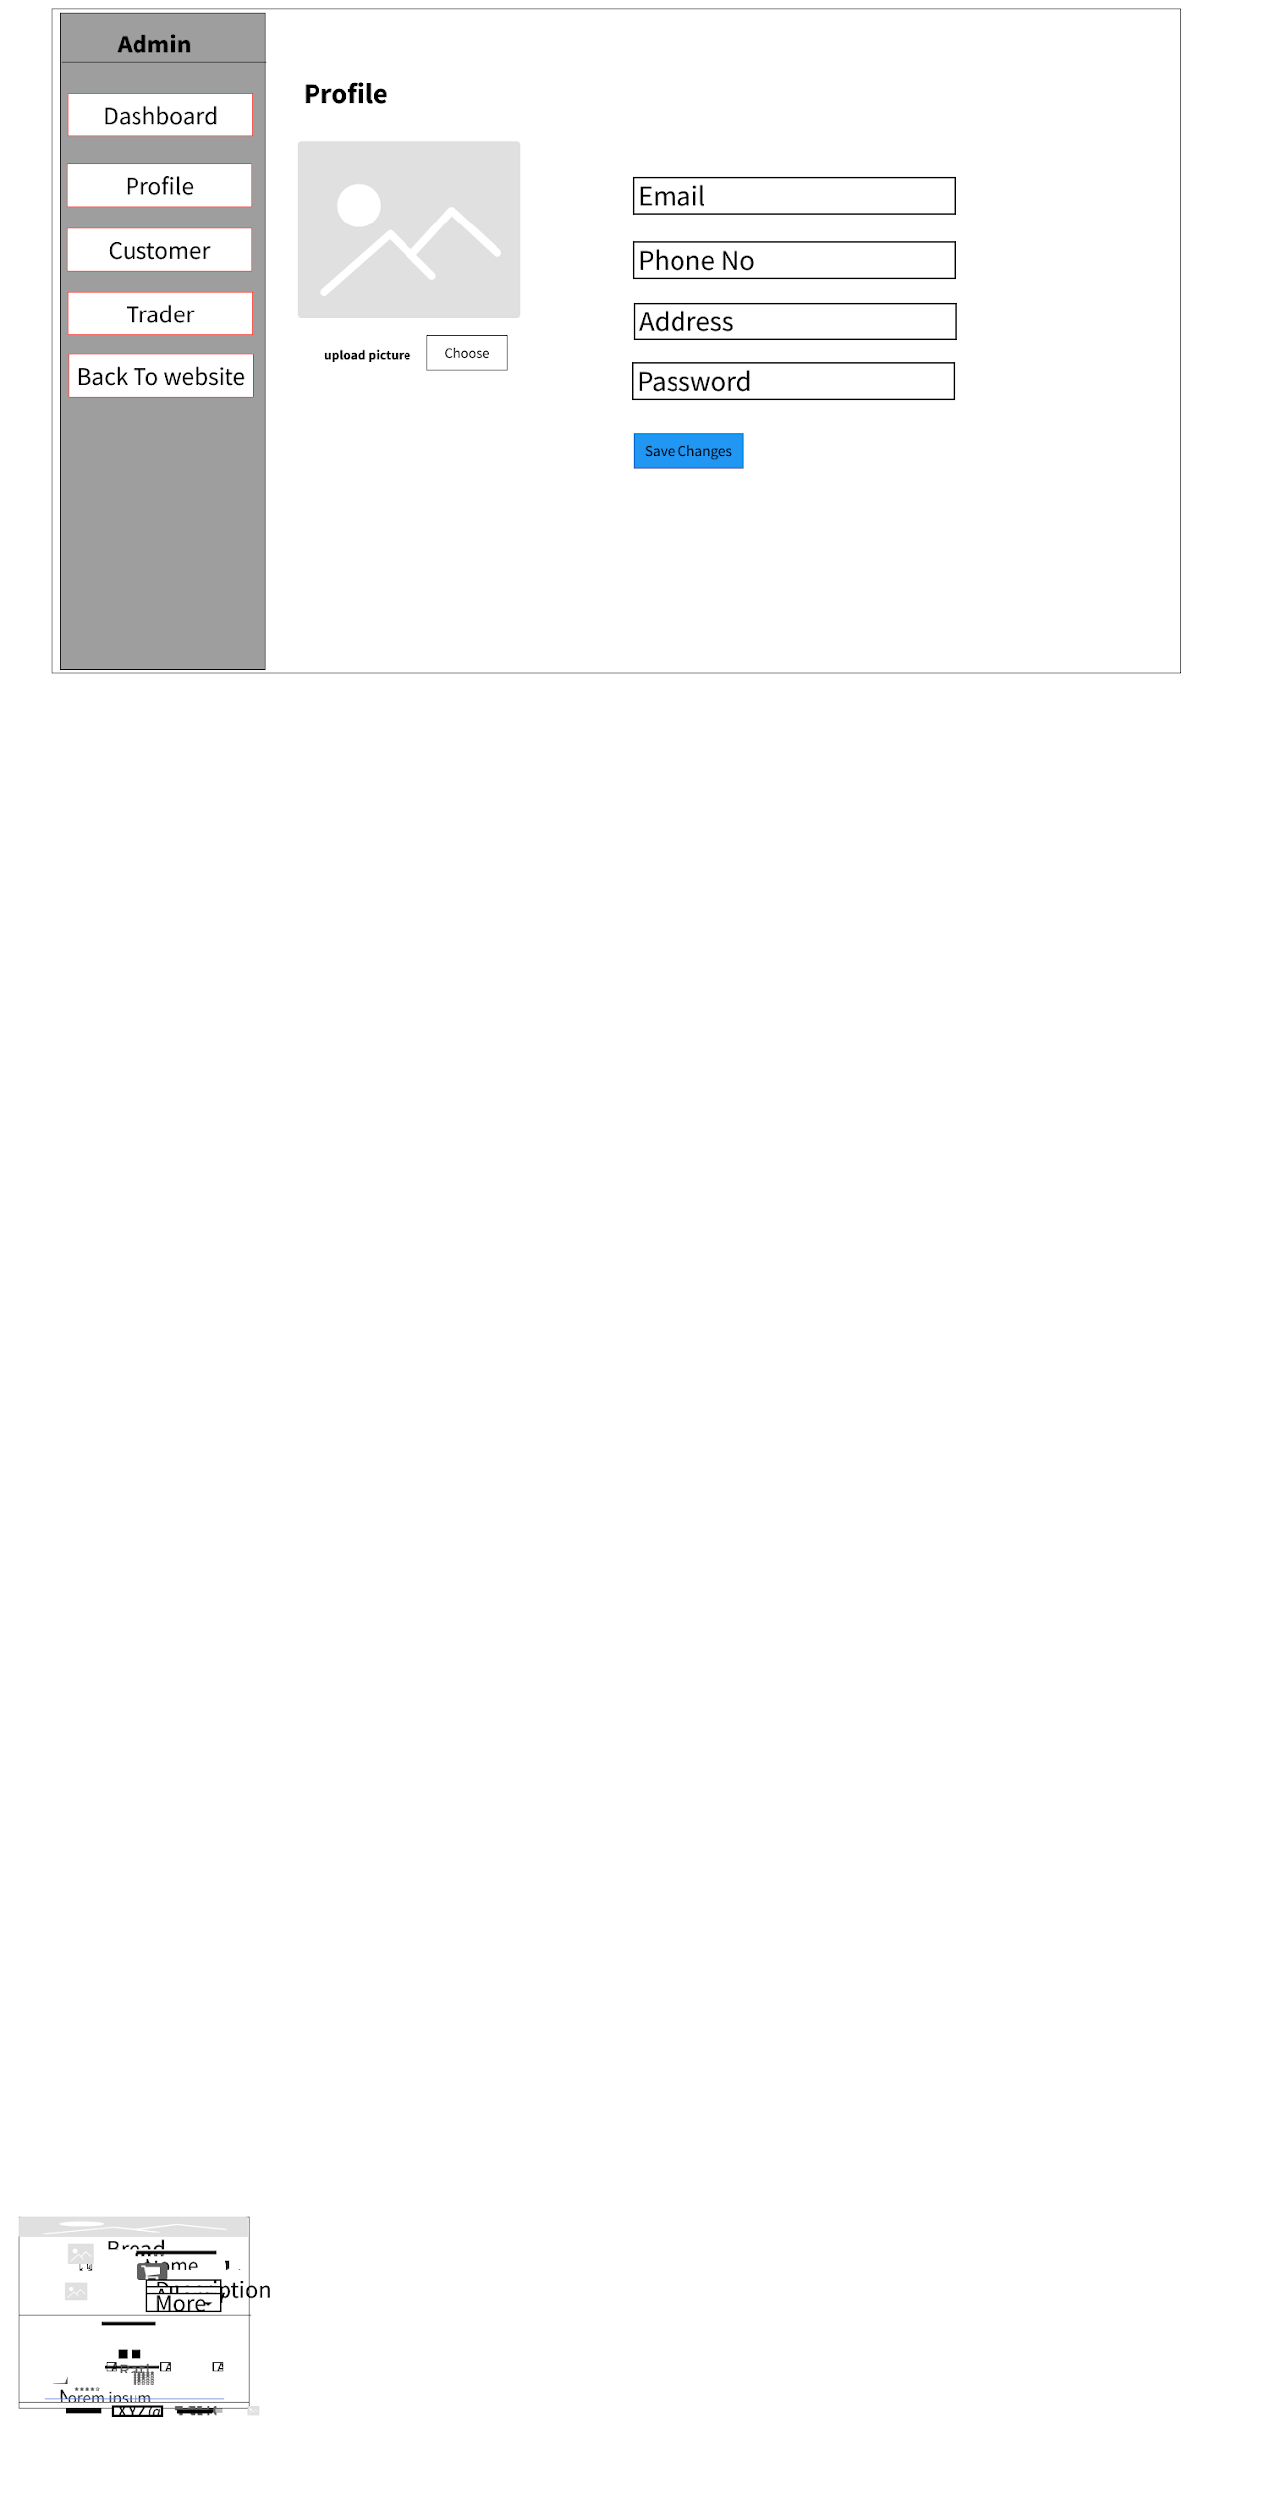 Admin
Profile
Dashboard
Profile
Customer
Trader
Back To website
upload picture
Choose
Email
Phone No
Address
Password
Save Changes
More